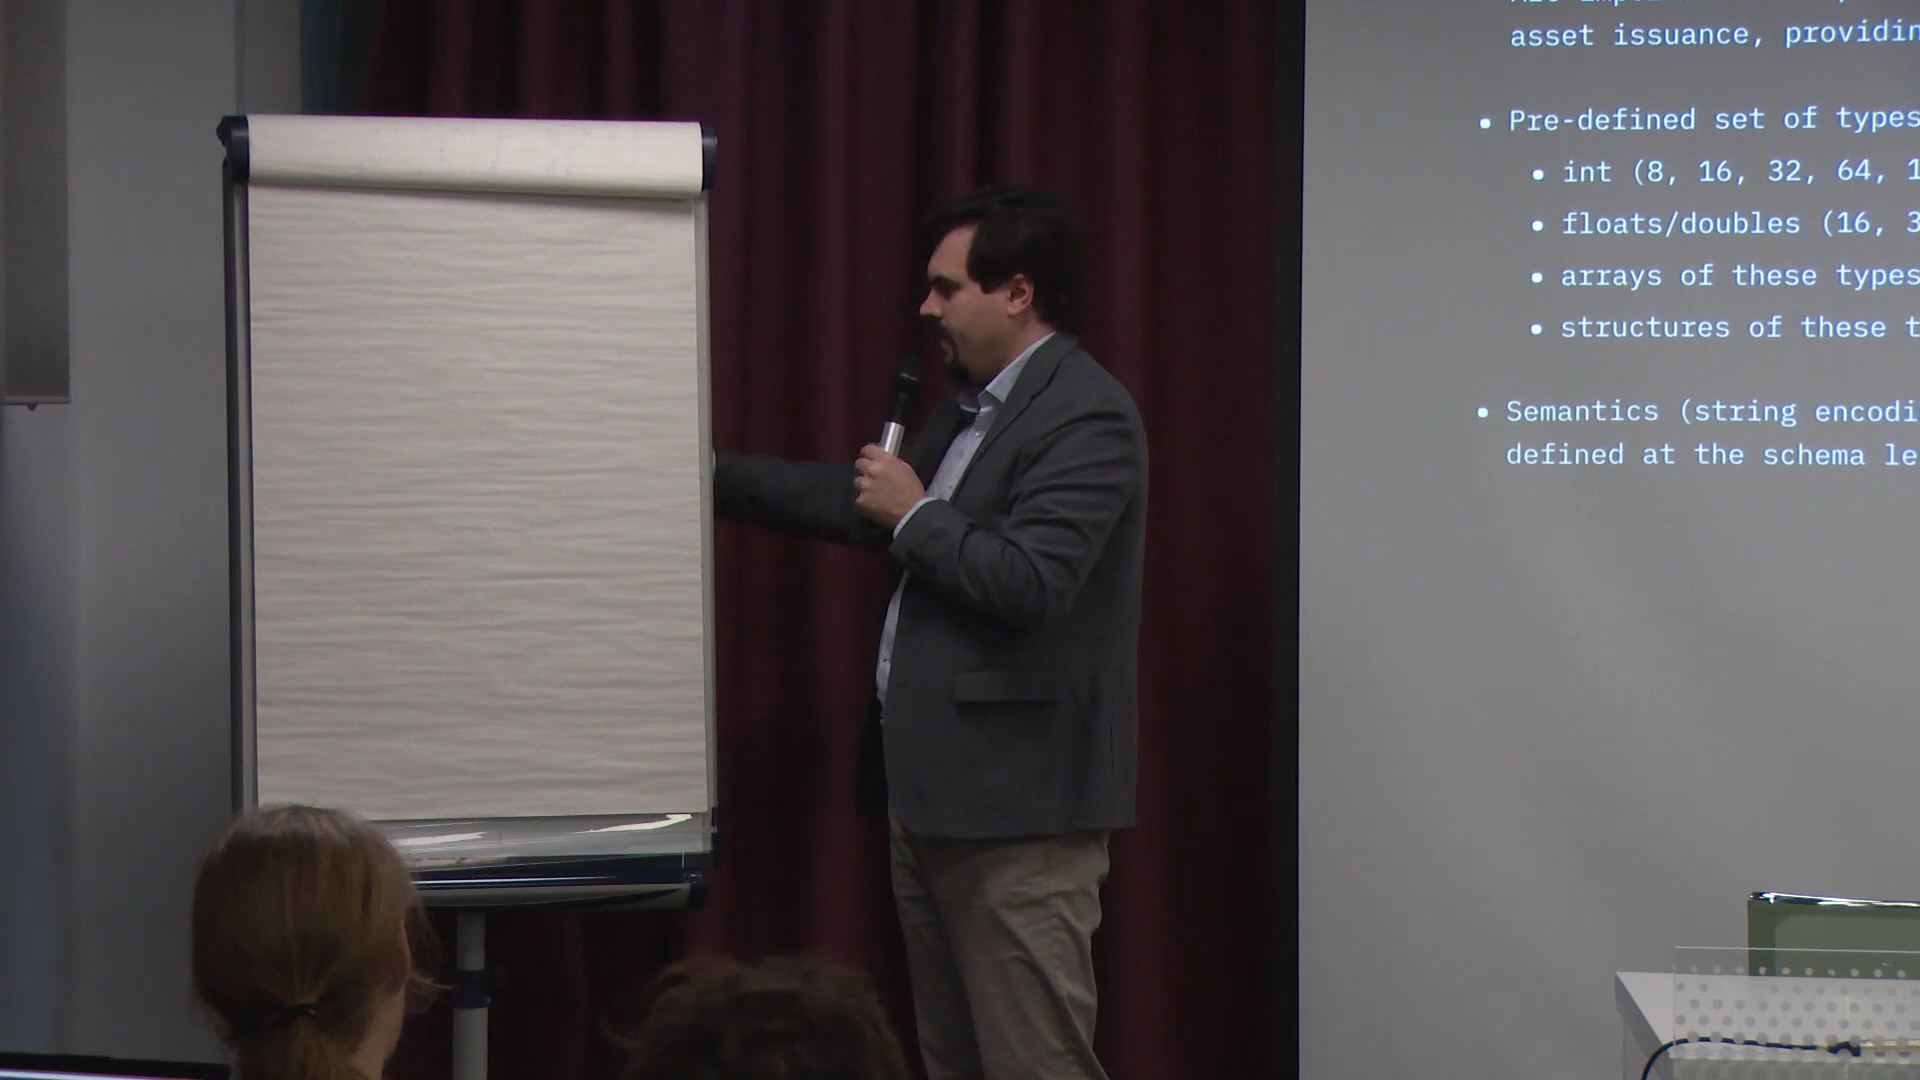 asset issuance, providin
• Pre-defined set of types
• int (8, 16, 32, 64, 1
• floats/doubles (16, 3
• arrays of these types
• structures of these t
• Semantics (string encodi
defined at the schema le